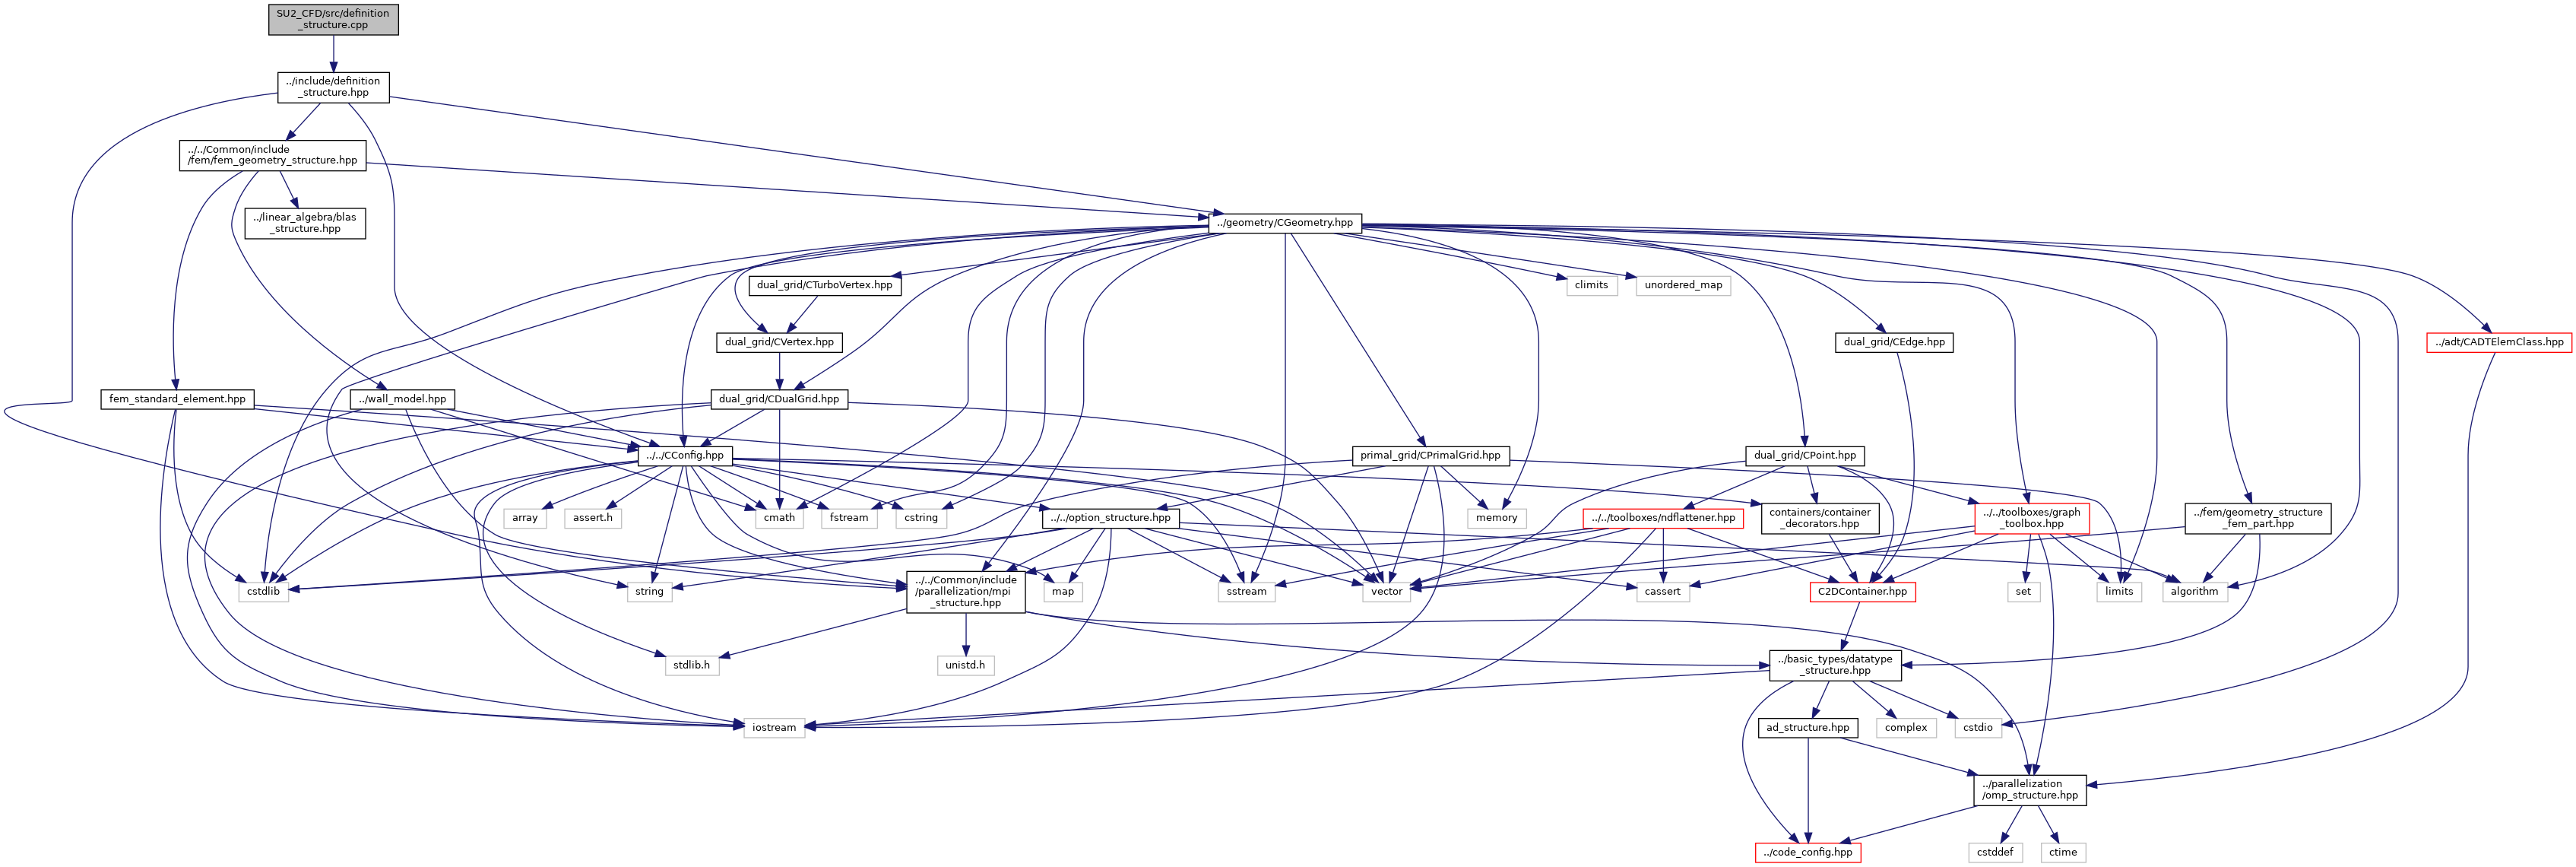 SU2_CFD/src/definition
_structure.cpp
../include/definition
_structure.hpp
../../Common/include
/fem/fem_geometry_structure.hpp
../linear_algebra/blas
_structure.hpp
../geometry/CGeometry.hpp
dual_grid/CTurboVertex.hpp
climits
unordered_map
dual_grid/CVertex.hpp
dual_grid/CEdge.hpp
../adt/CADTElemClass.hpp
fem_standard_element.hpp
../wall_model.hpp
dual_grid/CDualGrid.hpp
../../CConfig.hpp
primal_grid/CPrimalGrid.hpp
dual_grid/CPoint.hpp
array
assert.h
cmath
fstream
cstring
../../option_structure.hpp
memory
../../toolboxes/ndflattener.hpp
containers/container
_decorators.hpp
../../toolboxes/graph
_toolbox.hpp
../fem/geometry_structure
_fem_part.hpp
cstdlib
string
../../Common/include
/parallelization/mpi
_structure.hpp
map
sstream
vector
cassert
C2DContainer.hpp
set
limits
algorithm
stdlib.h
unistd.h
../basic_types/datatype
_structure.hpp
iostream
ad_structure.hpp
complex
cstdio
../parallelization
/omp_structure.hpp
../code_config.hpp
cstddef
ctime